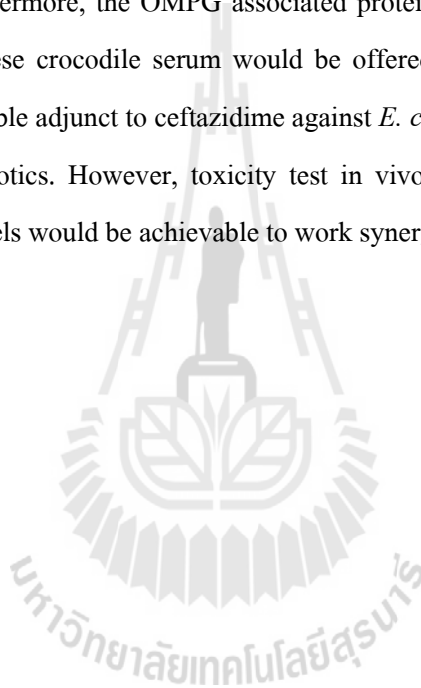 ermore, the OMPG associated protei
ese crocodile serum would be offered
ble adjunct to ceftazidime against E. c
otics. However, toxicity test in vivo
els would be achievable to work syner
มหาวิทยาลัยเทคโนโลยีสุรนารี